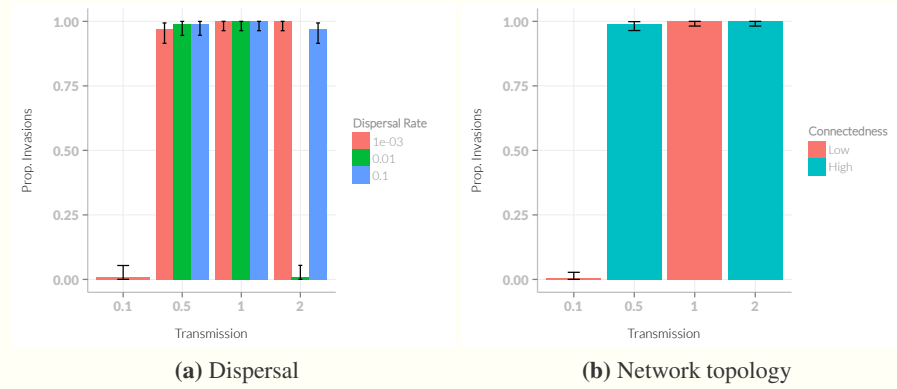 1.00
0.75
0.50
0.25
0.00
Prop. Invasions
0.1 0.5 1 2
Transmission
Dispersal Rate
1e-03
0.01
0.1
(a) Dispersal
1.00
0.75
0.50
0.25
0.00
Prop. Invasions
0.1 0.5 1 2
Transmission
Connectedness
Low
High
(b) Network topology